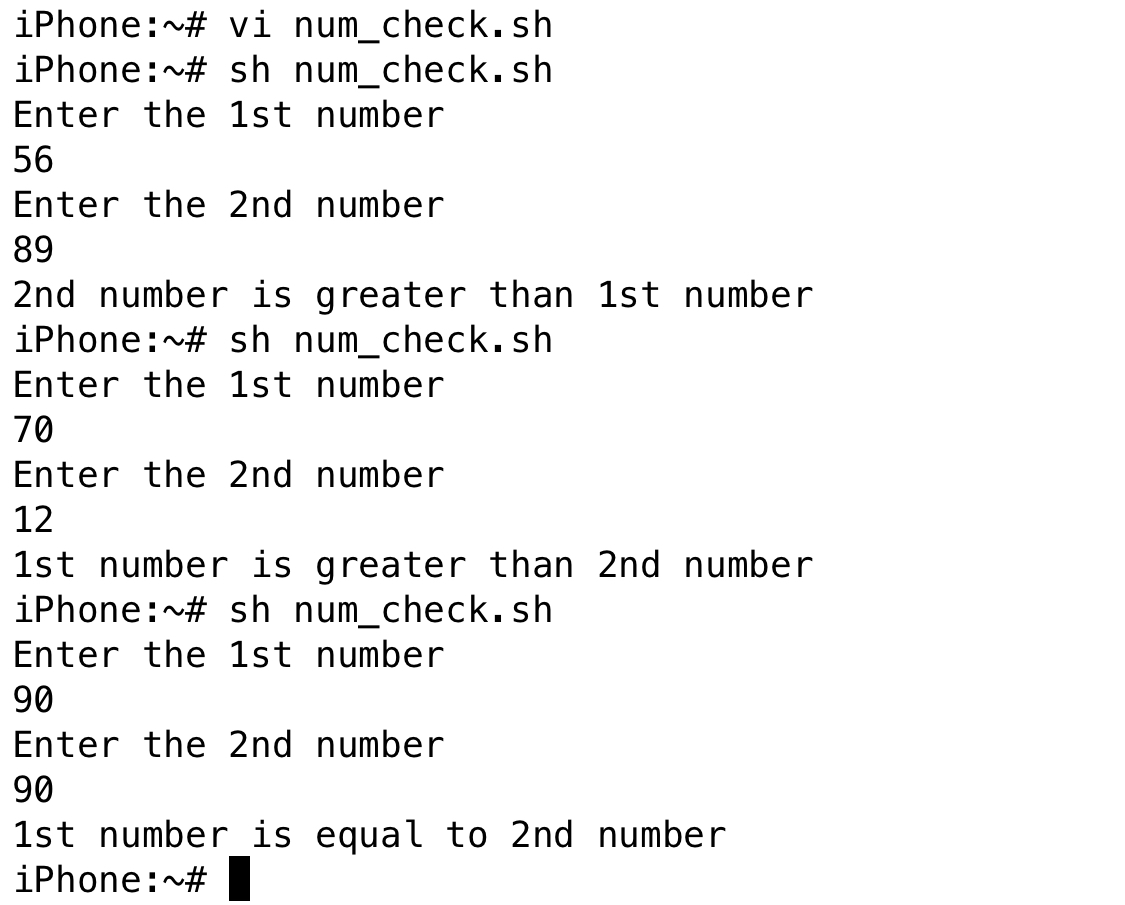 iPhone:~# vi num_check.sh
iPhone:~# sh num_check.sh
Enter the 1st number
56
Enter the 2nd number
89
2nd number is greater than 1st number
iPhone:~# sh num_check.sh
Enter the 1st number
70
Enter the 2nd number
12
1st number is greater than 2nd number
iPhone:~# sh num_check.sh
Enter the 1st number
90
Enter the 2nd number
90
1st number is equal to 2nd number
iPhone:~#